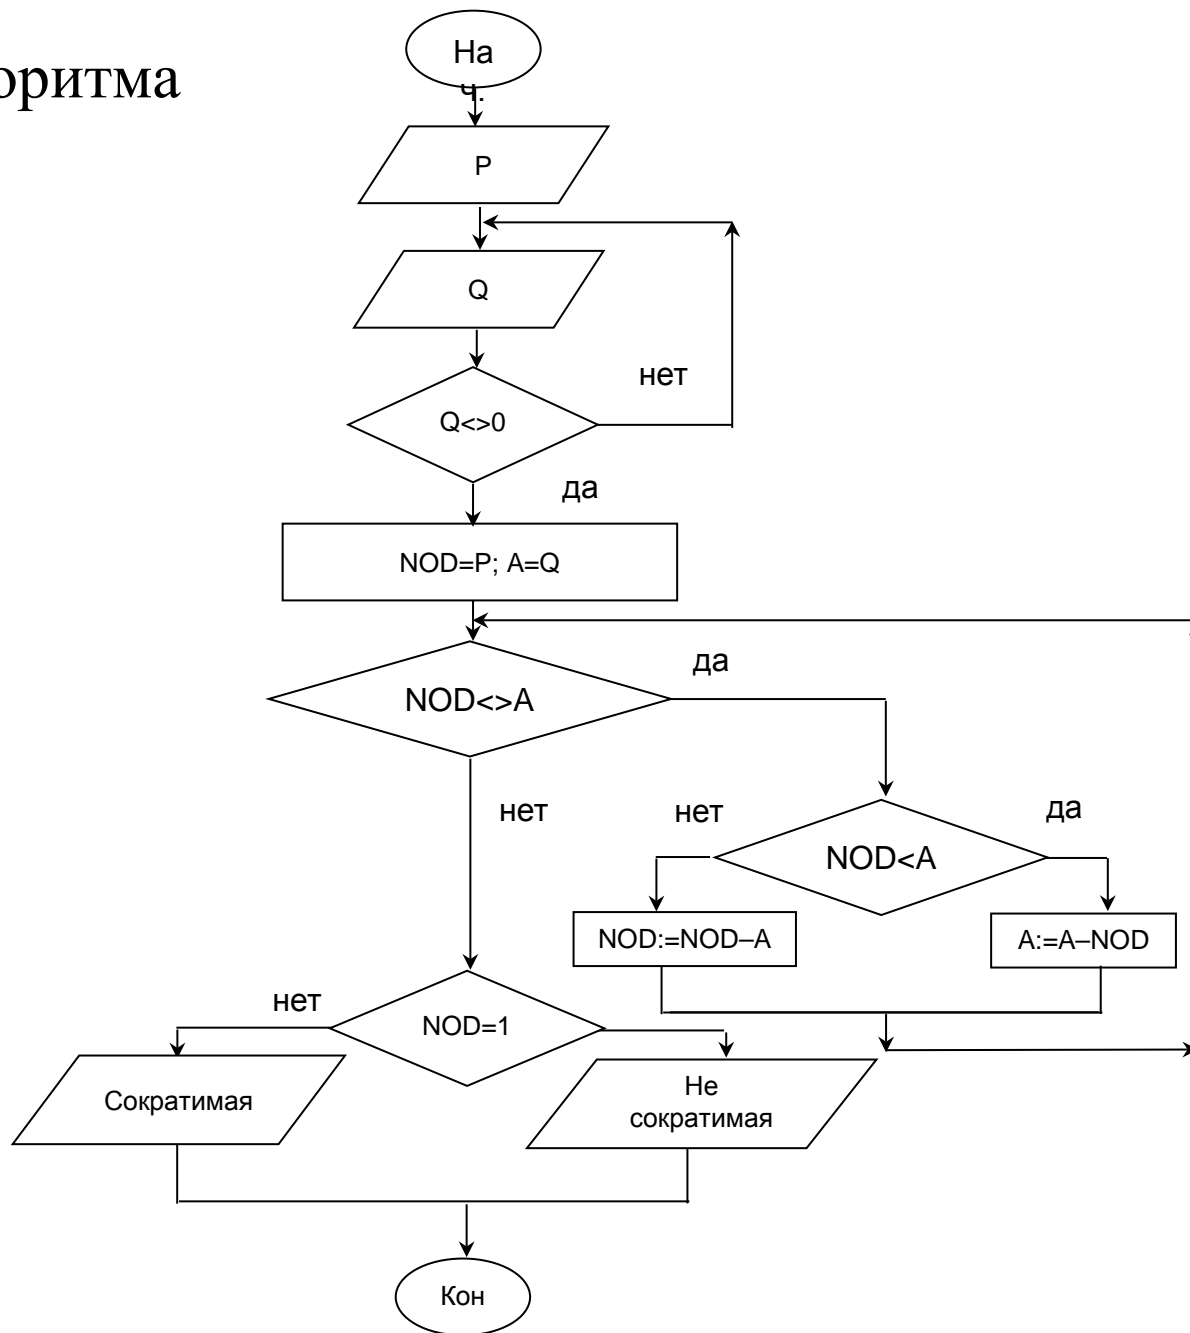 оритма
На
ч.
P
Q
нет
Q<>0
да
NOD=P; A=Q
да
NOD<>A
нет
нет
да
NOD<A
NOD:=NOD–A
A:=A–NOD
нет
NOD=1
Сократимая
Не
сократимая
Кон